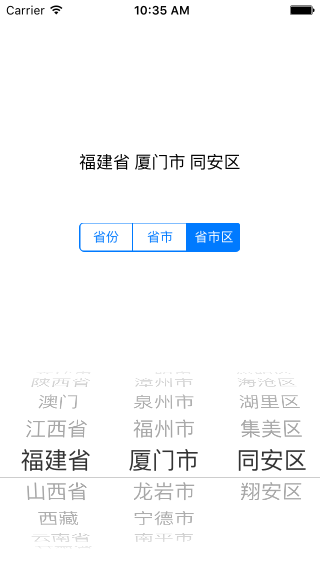 Carrier 10:35 AM
福建省 厦门市 同安区
省份 省市 省市区
陕西省 漳州市 海沧区
澳门 泉州市 湖里区
江西省 福州市 集美区
福建省 厦门市 同安区
山西省 龙岩市 翔安区
西藏 宁德市
云南省 南平市